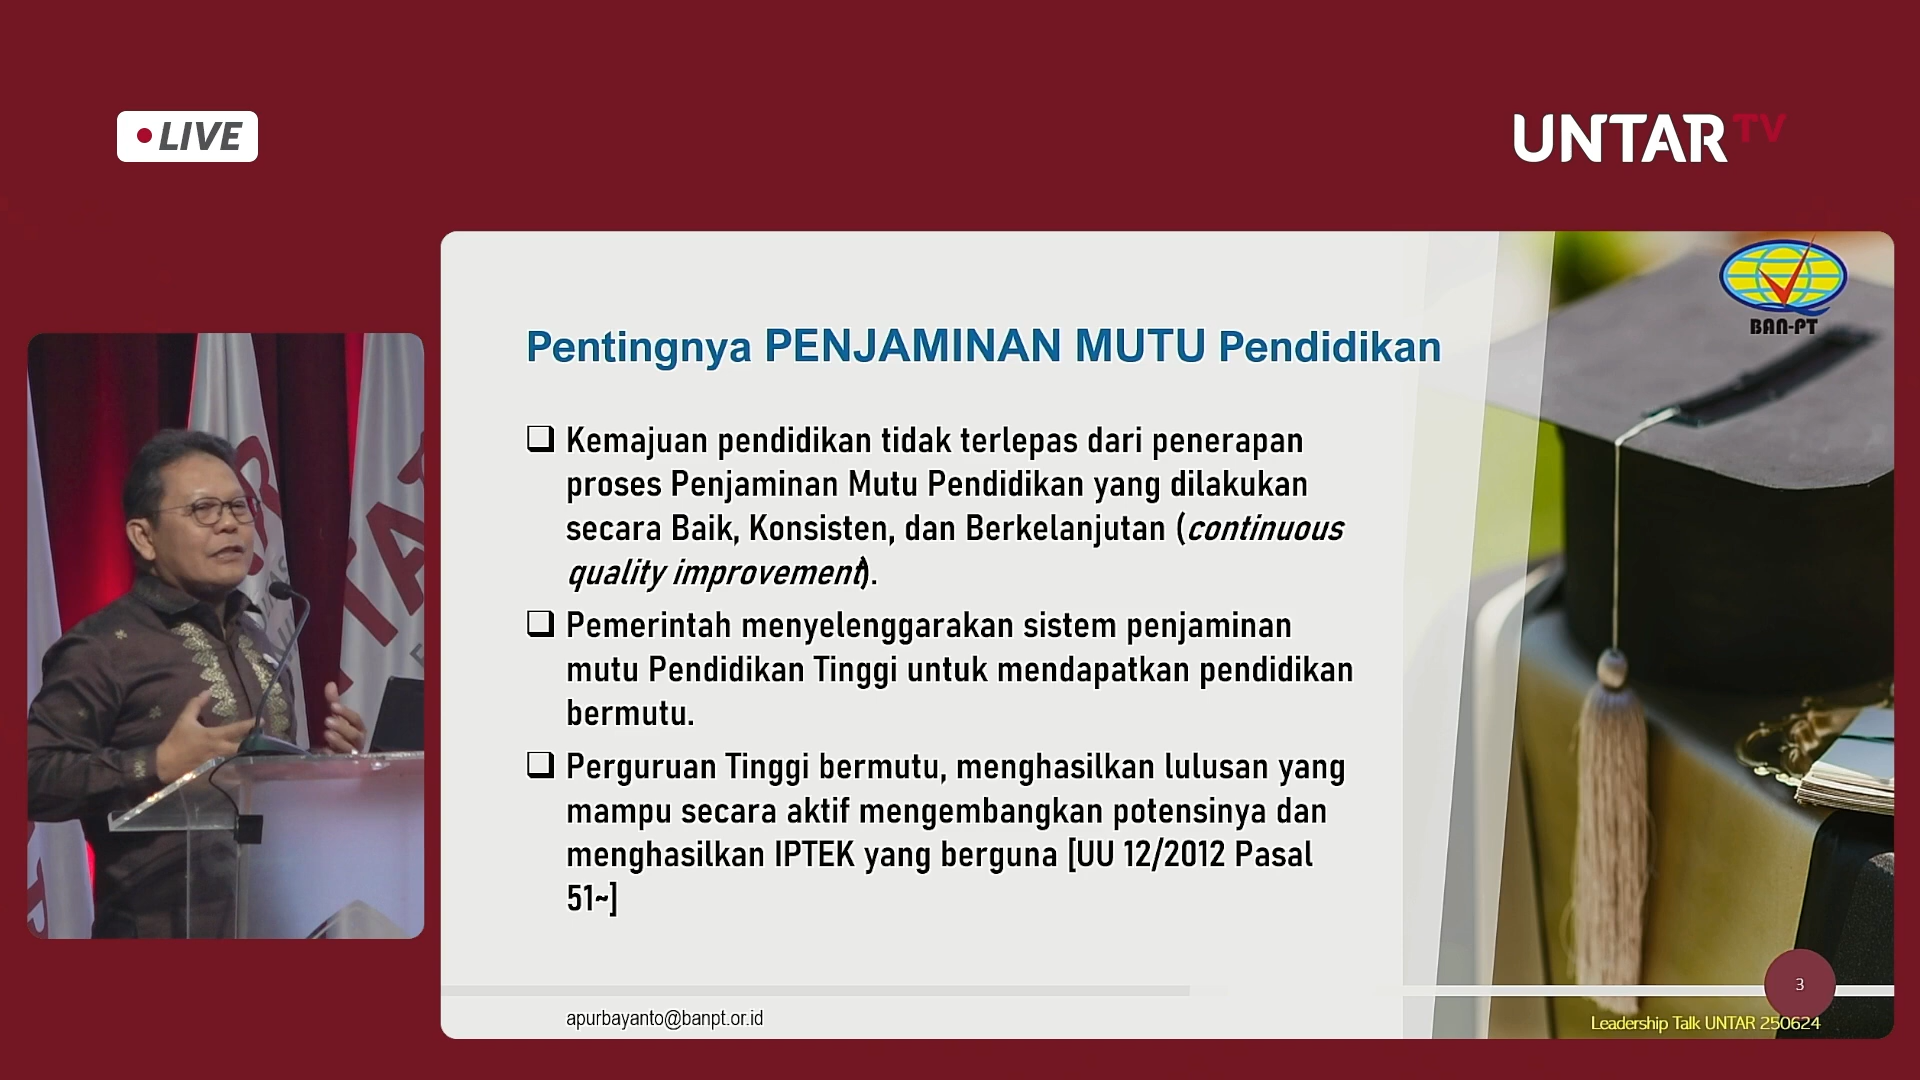 LIVE
UNTAR TV
BAN-PT
Pentingnya PENJAMINAN MUTU Pendidikan
Kemajuan pendidikan tidak terlepas dari penerapan
proses Penjaminan Mutu Pendidikan yang dilakukan
secara Baik, Konsisten, dan Berkelanjutan (continuous
quality improvement).
Pemerintah menyelenggarakan sistem penjaminan
mutu Pendidikan Tinggi untuk mendapatkan pendidikan
bermutu.
Perguruan Tinggi bermutu, menghasilkan lulusan yang
mampu secara aktif mengembangkan potensinya dan
menghasilkan IPTEK yang berguna [UU 12/2012 Pasal
51~]
3
apurbayanto@banpt.or.id
Leadership Talk UNTAR 250624